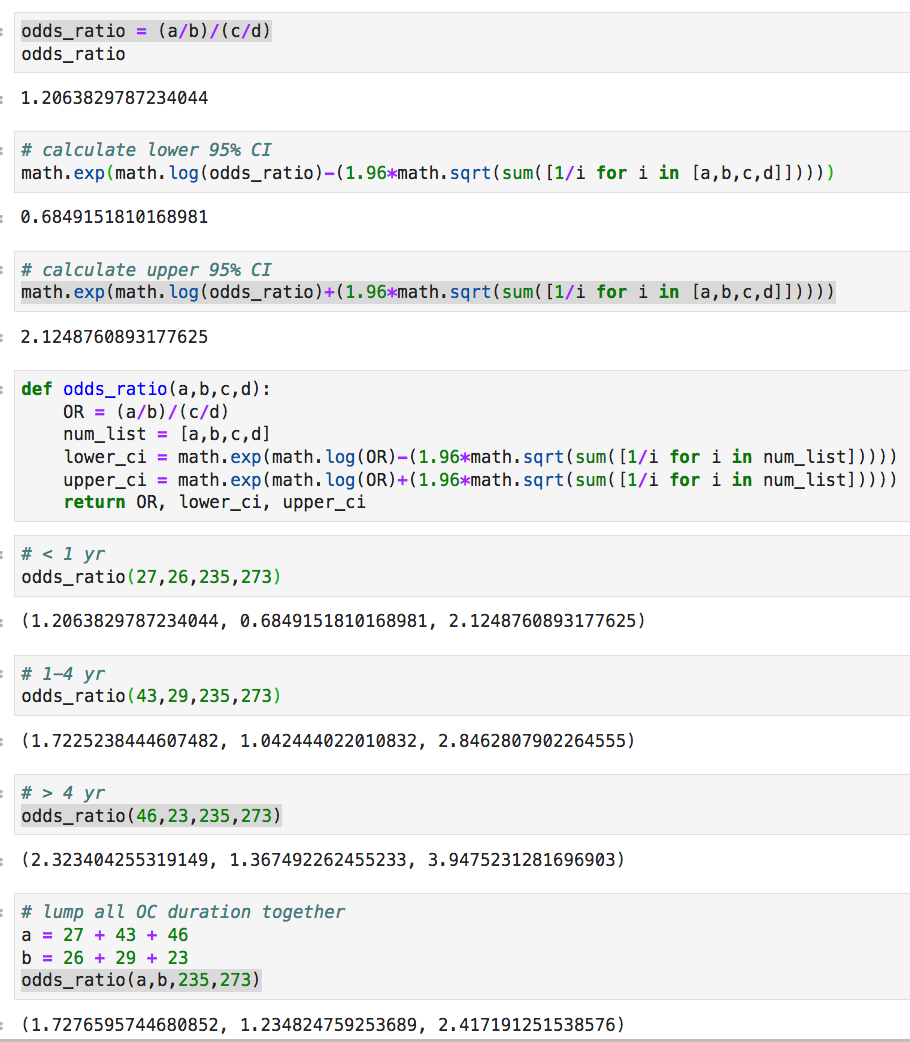 odds_ratio = (a/b)/(c/d)
odds_ratio
1.2063829787234044
# calculate lower 95% CI
math.exp(math.log(odds_ratio)-(1.96*math.sqrt(sum([1/i for i in [a,b,c,d]]))))
0.6849151810168981
# calculate upper 95% CI
math.exp(math.log(odds_ratio)+(1.96*math.sqrt(sum([1/i for i in [a,b,c,d]]))))
2.1248760893177625
def odds_ratio(a,b,c,d):
    OR = (a/b)/(c/d)
    num_list = [a,b,c,d]
    lower_ci = math.exp(math.log(OR)-(1.96*math.sqrt(sum([1/i for i in num_list]))))
    upper_ci = math.exp(math.log(OR)+(1.96*math.sqrt(sum([1/i for i in num_list]))))
    return OR, lower_ci, upper_ci
# < 1 yr
odds_ratio(27,26,235,273)
(1.2063829787234044, 0.6849151810168981, 2.1248760893177625)
# 1-4 yr
odds_ratio(43,29,235,273)
(1.7225238444607482, 1.042444022010832, 2.8462807902264555)
# > 4 yr
odds_ratio(46,23,235,273)
(2.323404255319149, 1.367492262455233, 3.9475231281696903)
# lump all OC duration together
a = 27 + 43 + 46
b = 26 + 29 + 23
odds_ratio(a,b,235,273)
(1.7276595744680852, 1.234824759253689, 2.417191251538576)